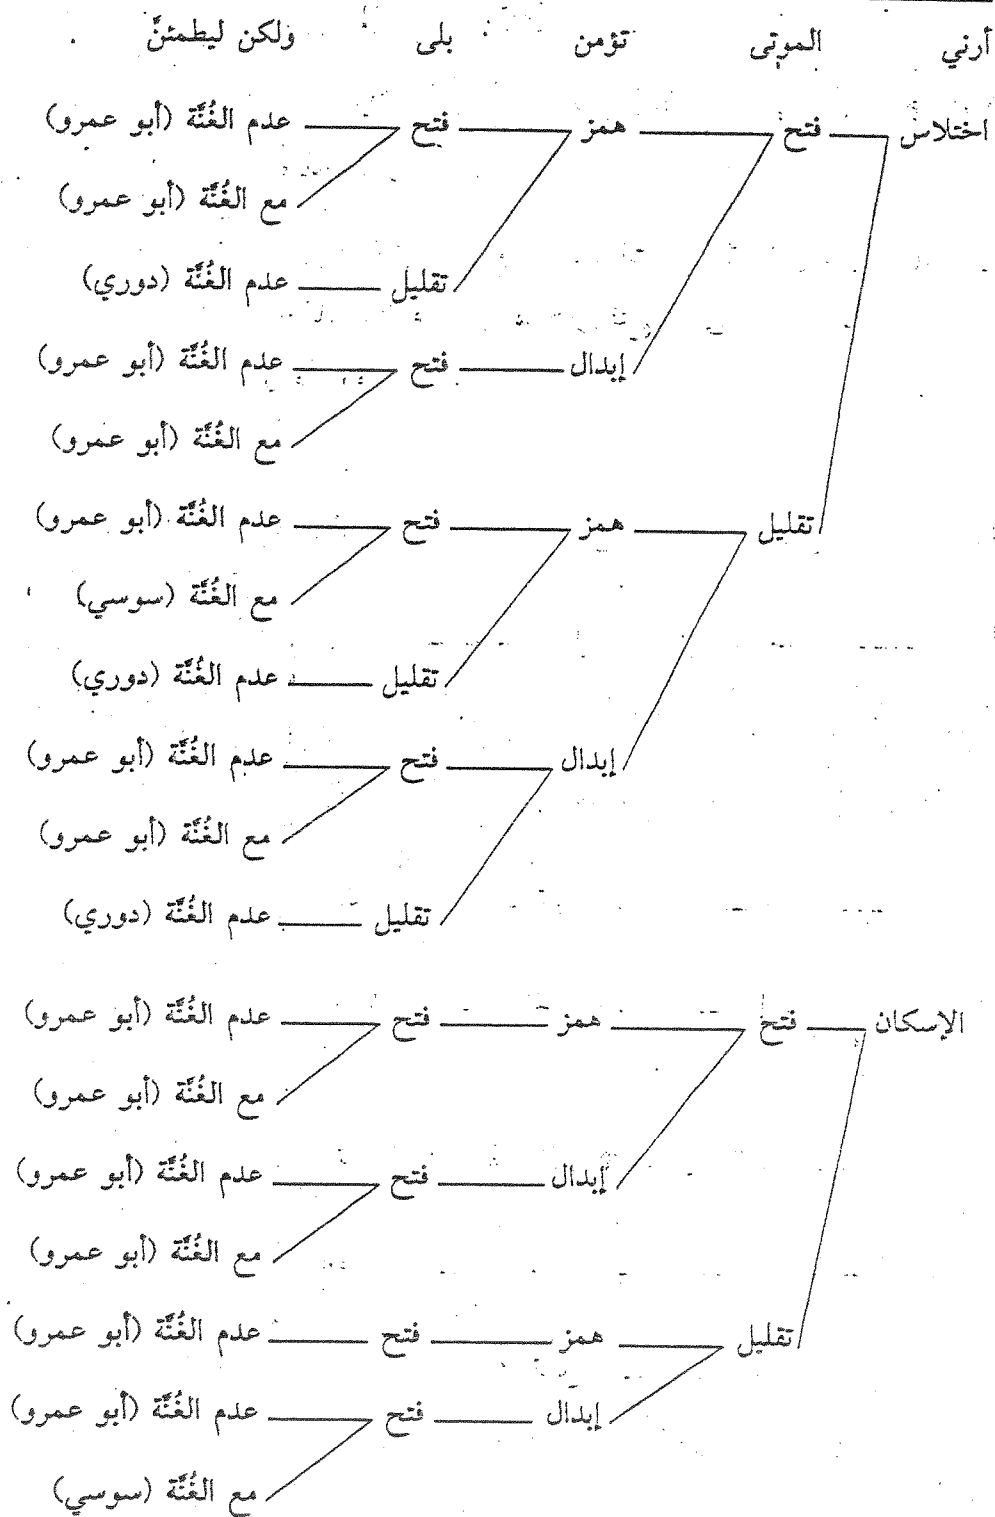 أرني الموتى تؤمن بلى ولكن ليطمئنَّ
اختلاس فتح همز فتح عدم الغُنَّة (أبو عمرو)
مع الغُنَّة (أبو عمرو)
تقليل عدم الغُنَّة (دوري)
إبدال فتح عدم الغُنَّة (أبو عمرو)
مع الغُنَّة (أبو عمرو)
تقليل همز فتح عدم الغُنَّة (أبو عمرو)
مع الغُنَّة (سوسي)
تقليل عدم الغُنَّة (دوري)
إبدال فتح عدم الغُنَّة (أبو عمرو)
مع الغُنَّة (أبو عمرو)
تقليل عدم الغُنَّة (دوري)
الإسكان فتح همز فتح عدم الغُنَّة (أبو عمرو)
مع الغُنَّة (أبو عمرو)
إبدال فتح عدم الغُنَّة (أبو عمرو)
مع الغُنَّة (أبو عمرو)
تقليل همز فتح عدم الغُنَّة (أبو عمرو)
إبدال فتح عدم الغُنَّة (أبو عمرو)
مع الغُنَّة (سوسي)